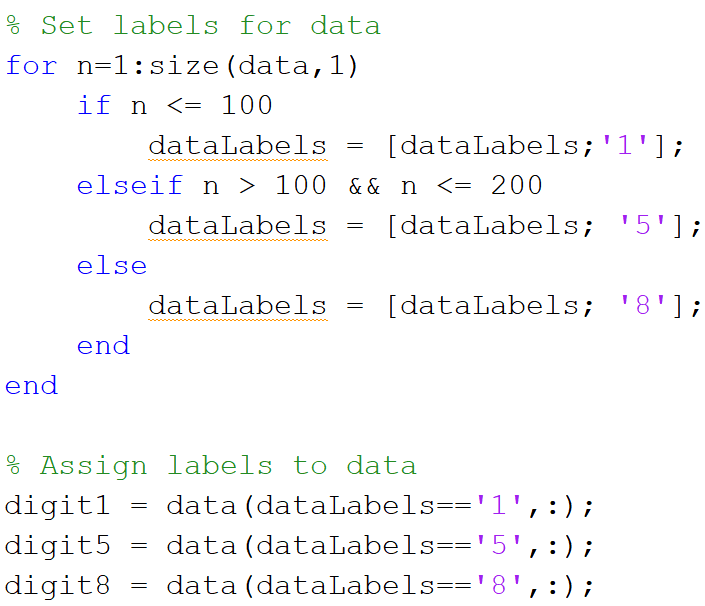 % Set labels for data
for n=1:size(data,1)
    if n <= 100
        dataLabels = [dataLabels;'1'];
    elseif n > 100 && n <= 200
        dataLabels = [dataLabels; '5'];
    else
        dataLabels = [dataLabels; '8'];
    end
end

% Assign labels to data
digit1 = data(dataLabels=='1',:);
digit5 = data(dataLabels=='5',:);
digit8 = data(dataLabels=='8',:);